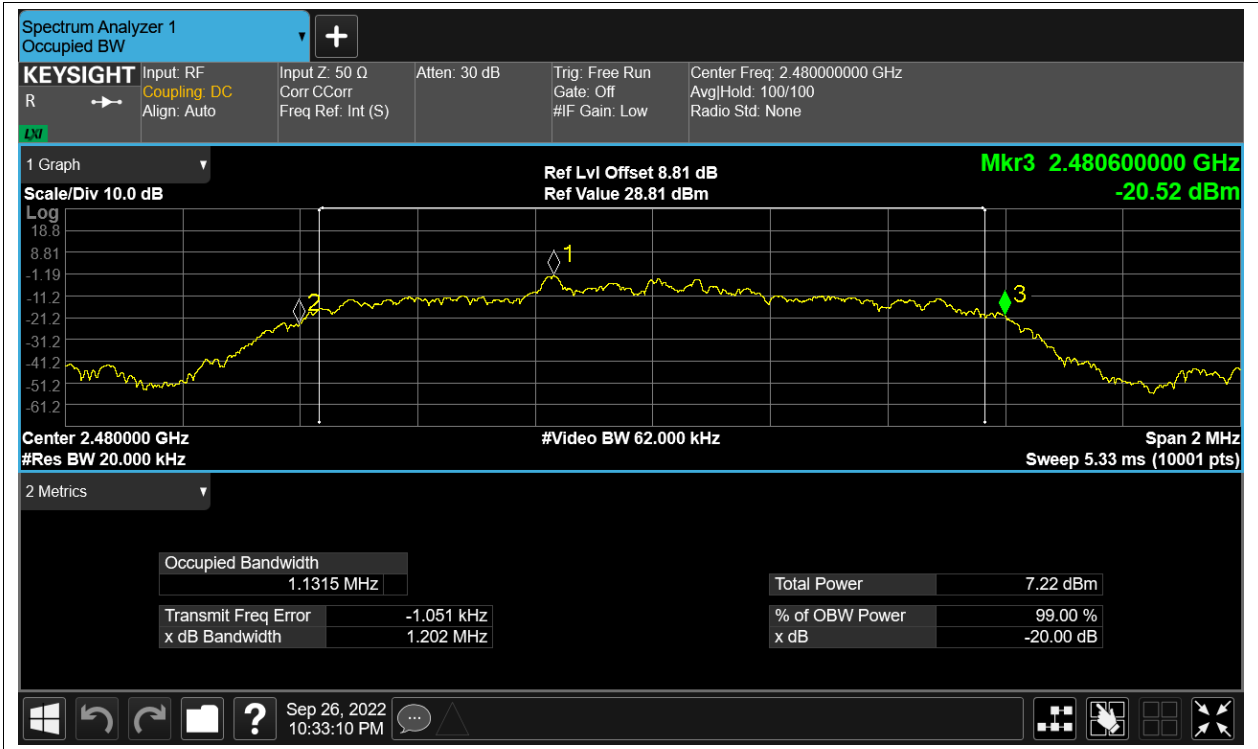 Spectrum Analyzer 1
Occupied BW
KEYSIGHT
R
LXI
Input: RF
Coupling: DC
Align: Auto
Input Z: 50 Ω
Corr CCorr
Freq Ref: Int (S)
Atten: 30 dB
Trig: Free Run
Gate: Off
#IF Gain: Low
Center Freq: 2.480000000 GHz
Avg|Hold: 100/100
Radio Std: None
1 Graph
Scale/Div 10.0 dB
Ref Lvl Offset 8.81 dB
Ref Value 28.81 dBm
Mkr3 2.480600000 GHz
-20.52 dBm
Log
18.8
8.81
-1.19
-11.2
-21.2
-31.2
-41.2
-51.2
-61.2
1
2
3
Center 2.480000 GHz
#Video BW 62.000 kHz
Span 2 MHz
#Res BW 20.000 kHz
Sweep 5.33 ms (10001 pts)
2 Metrics
Occupied Bandwidth
1.1315 MHz
Transmit Freq Error -1.051 kHz
x dB Bandwidth 1.202 MHz
Total Power 7.22 dBm
% of OBW Power 99.00 %
x dB -20.00 dB
?
Sep 26, 2022
10:33:10 PM